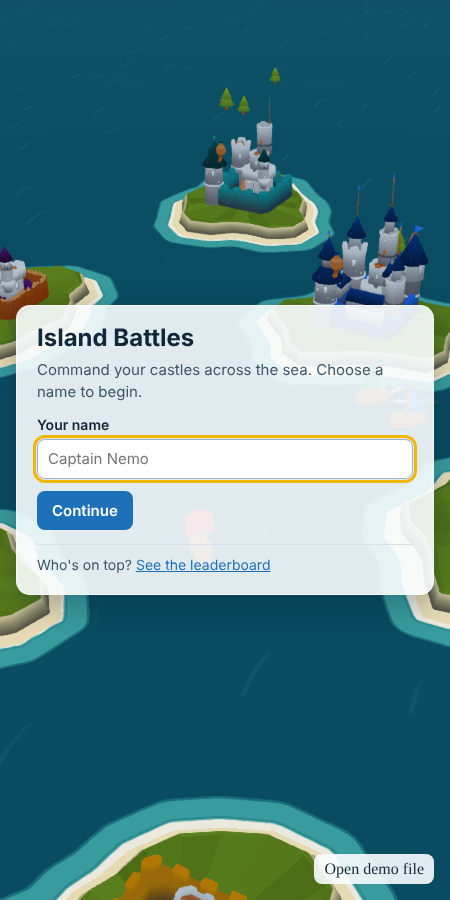 Island Battles
Command your castles across the sea. Choose a
name to begin.
Your name
Captain Nemo
Continue
Who's on top? See the leaderboard
Open demo file